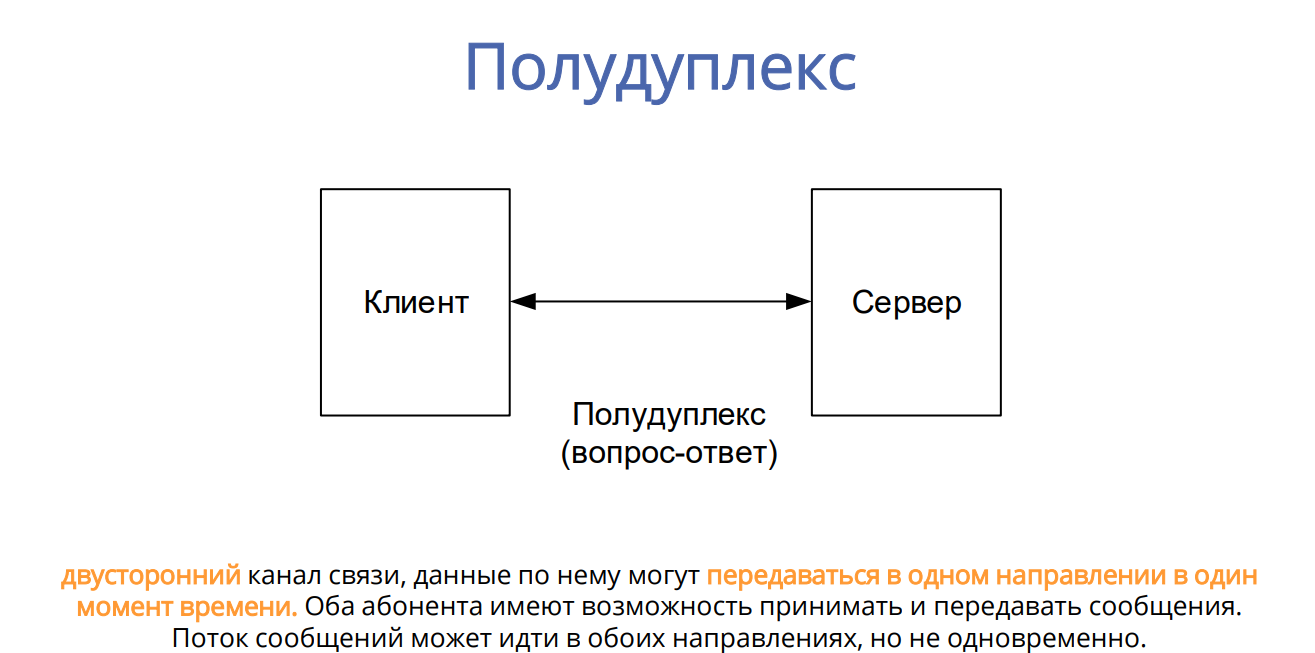 Полудуплекс
Клиент
Сервер
Полудуплекс
(вопрос-ответ)
двусторонний канал связи, данные по нему могут передаваться в одном направлении в один
момент времени. Оба абонента имеют возможность принимать и передавать сообщения.
Поток сообщений может идти в обоих направлениях, но не одновременно.